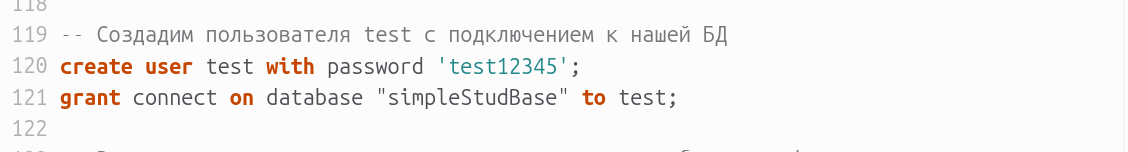 118
119 -- Создадим пользователя test с подключением к нашей БД
120 create user test with password 'test12345';
121 grant connect on database "simpleStudBase" to test;
122